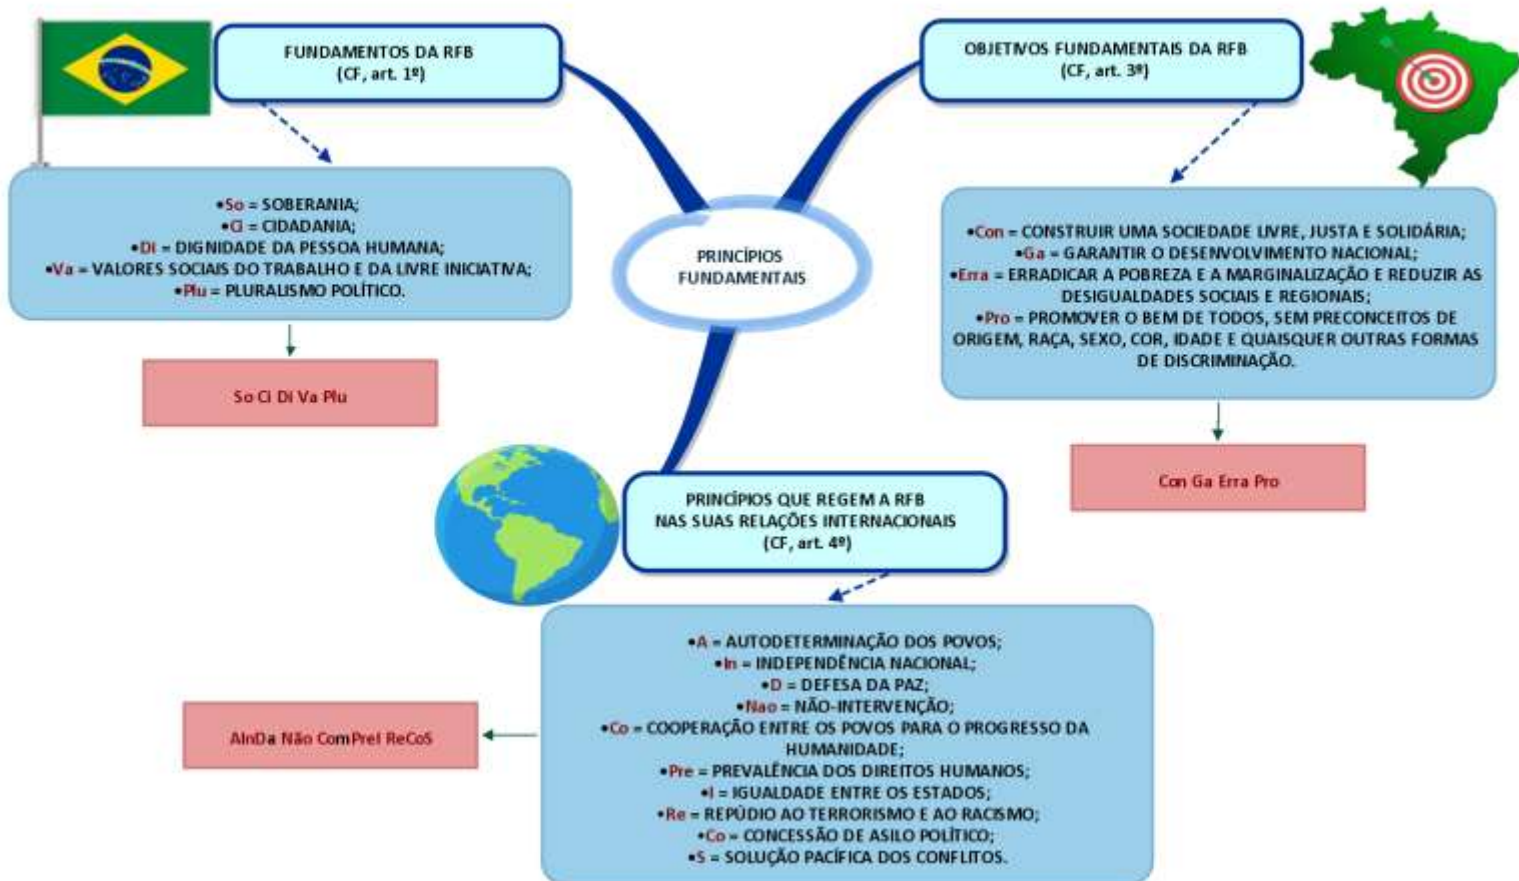 FUNDAMENTOS DA RFB
(CF, art. 1º)
•So = SOBERANIA;
•Ci = CIDADANIA;
•Di = DIGNIDADE DA PESSOA HUMANA;
•Va = VALORES SOCIAIS DO TRABALHO E DA LIVRE INICIATIVA;
•Plu = PLURALISMO POLÍTICO.
So Ci Di Va Plu
OBJETIVOS FUNDAMENTAIS DA RFB
(CF, art. 3º)
•Con = CONSTRUIR UMA SOCIEDADE LIVRE, JUSTA E SOLIDÁRIA;
•Ga = GARANTIR O DESENVOLVIMENTO NACIONAL;
•Erra = ERRADICAR A POBREZA E A MARGINALIZAÇÃO E REDUZIR AS
DESIGUALDADES SOCIAIS E REGIONAIS;
•Pro = PROMOVER O BEM DE TODOS, SEM PRECONCEITOS DE
ORIGEM, RAÇA, SEXO, COR, IDADE E QUAISQUER OUTRAS FORMAS
DE DISCRIMINAÇÃO.
Con Ga Erra Pro
PRINCÍPIOS
FUNDAMENTAIS
PRINCÍPIOS QUE REGEM A RFB
NAS SUAS RELAÇÕES INTERNACIONAIS
(CF, art. 4º)
•A = AUTODETERMINAÇÃO DOS POVOS;
•In = INDEPENDÊNCIA NACIONAL;
•D = DEFESA DA PAZ;
•Nao = NÃO-INTERVENÇÃO;
•Co = COOPERAÇÃO ENTRE OS POVOS PARA O PROGRESSO DA
HUMANIDADE;
•Pre = PREVALÊNCIA DOS DIREITOS HUMANOS;
•I = IGUALDADE ENTRE OS ESTADOS;
•Re = REPÚDIO AO TERRORISMO E AO RACISMO;
•Co = CONCESSÃO DE ASILO POLÍTICO;
•S = SOLUÇÃO PACÍFICA DOS CONFLITOS.
AInDa Não ComPreI ReCoS